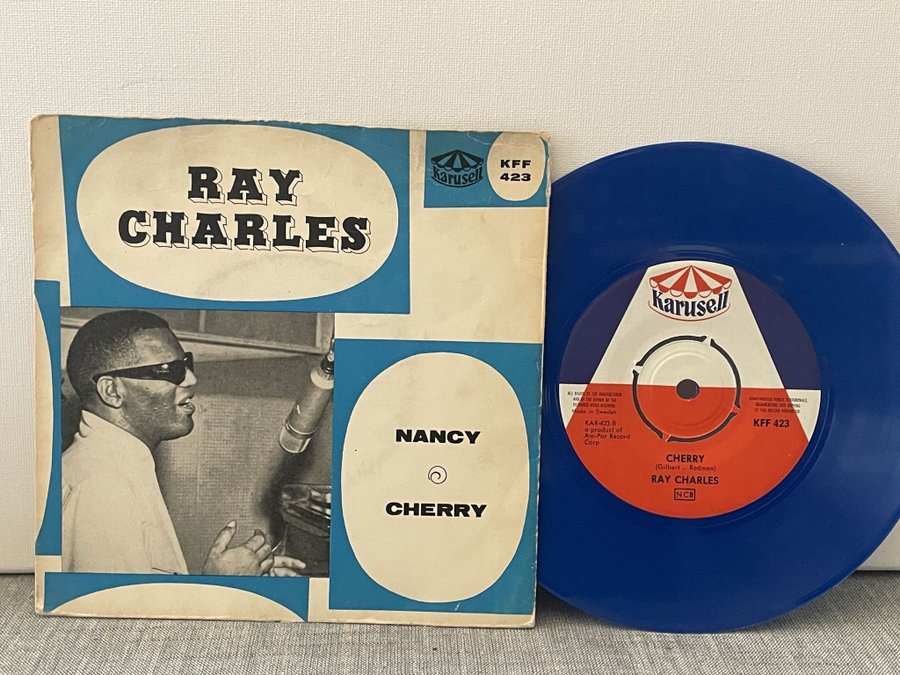 RAY
CHARLES
Karusell
KFF
423
NANCY
CHERRY
Karusell
ALL RIGHTS OF THE MANUFACTURER
AND OF THE OWNER OF THE
RECORDED WORK RESERVED
Made in Sweden
UNAUTHORISED PUBLIC PERFORMANCE,
BROADCASTING AND COPYING
OF THIS RECORD PROHIBITED
KAR-423-B
a product of
Am-Par Record
Corp.
KFF 423
CHERRY
(Gilbert - Redman)
RAY CHARLES
NCB